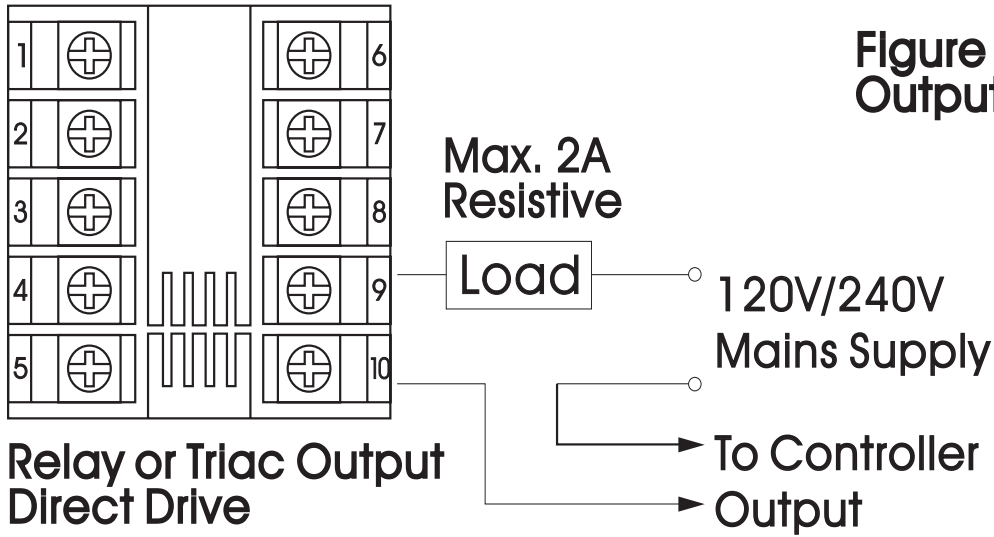 1
2
3
4
5
6
7
8
9
10
Figure
Max. 2A
Resistive
Load
120V/240V
Mains Supply
To Controller
Output
Relay or Triac Output
Direct Drive